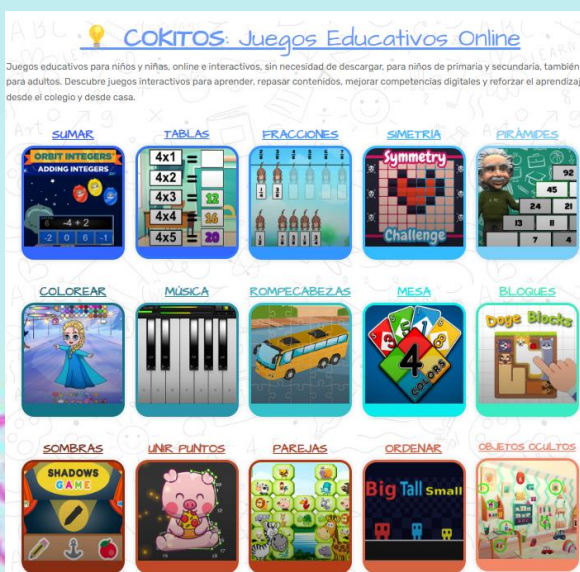 COKITOS: Juegos Educativos Online
Juegos educativos para niños y niñas, online e interactivos, sin necesidad de descargar, para niños de primaria y secundaria, también
para adultos. Descubre juegos interactivos para aprender, repasar contenidos, mejorar competencias digitales y reforzar el aprendizaj
desde el colegio y desde casa.
SUMAR TABLAS FRACCIONES SIMETRÍA PIRÁMIDES
ORBIT INTEGERS
ADDING INTEGERS
-4 + 2
-2 0 6 -1
4x1 =
4x2 =
4x3 = 12
4x4 = 16
4x5 = 20
Symmetry
Challenge
92
45
24 21
13 11
7 4
COLOREAR MÚSICA ROMPECABEZAS MESA BLOQUES
4
COLORS
Doge Blocks
SOMBRAS UNIR PUNTOS PAREJAS ORDENAR OBJETOS OCULTOS
SHADOWS
GAME
Big Tall Small